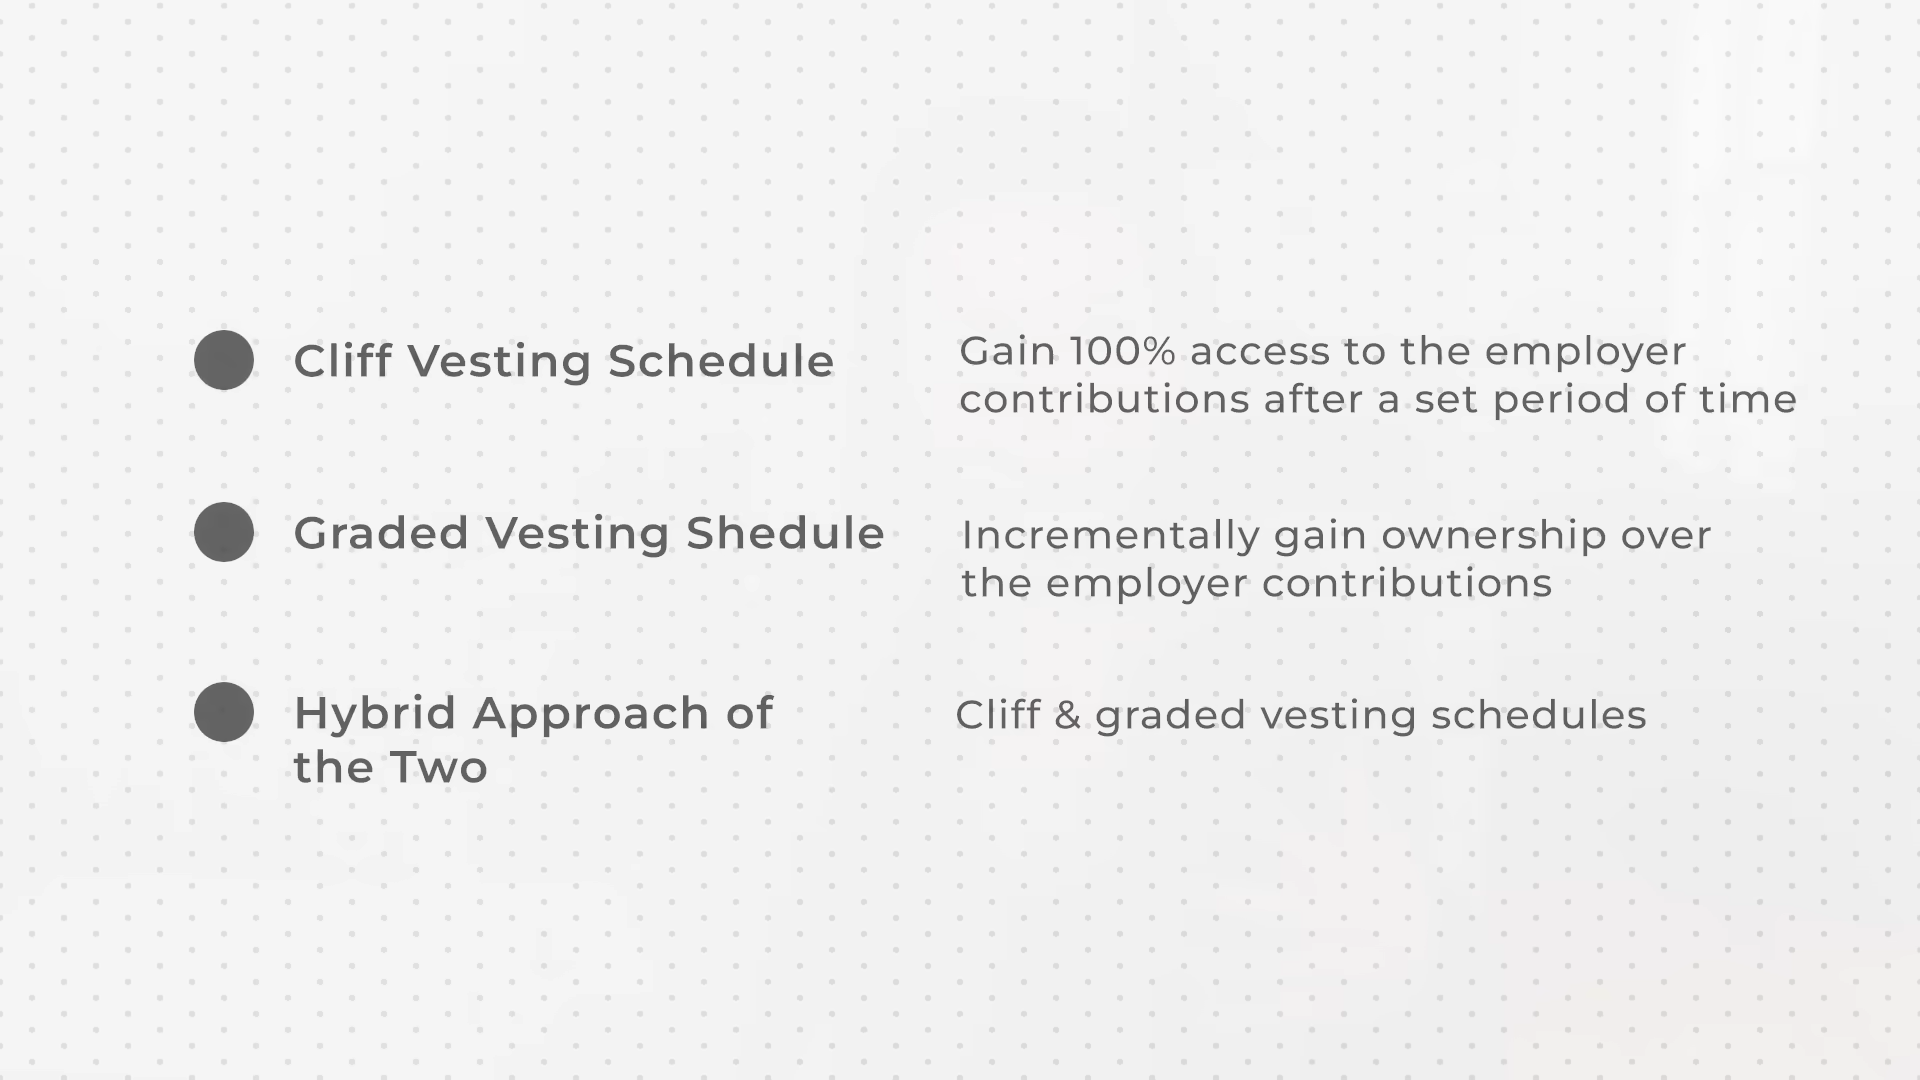 Cliff Vesting Schedule
Gain 100% access to the employer
contributions after a set period of time
Graded Vesting Shedule
Incrementally gain ownership over
the employer contributions
Hybrid Approach of
the Two
Cliff & graded vesting schedules